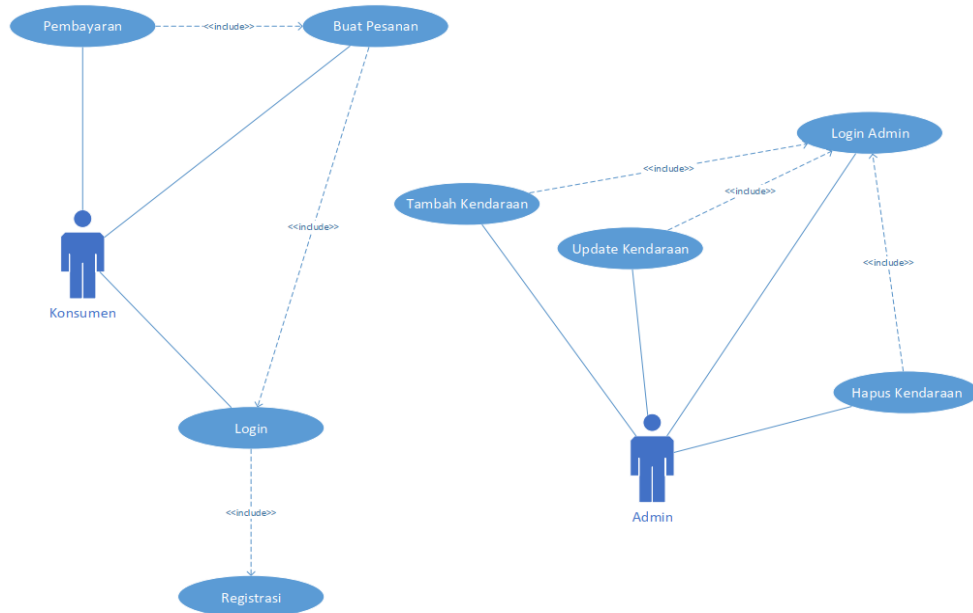 Pembayaran
<<include>>
Buat Pesanan
Login Admin
<<include>>
Tambah Kendaraan
<<include>>
<<include>>
Update Kendaraan
<<include>>
Konsumen
Hapus Kendaraan
Login
<<include>>
Admin
Registrasi